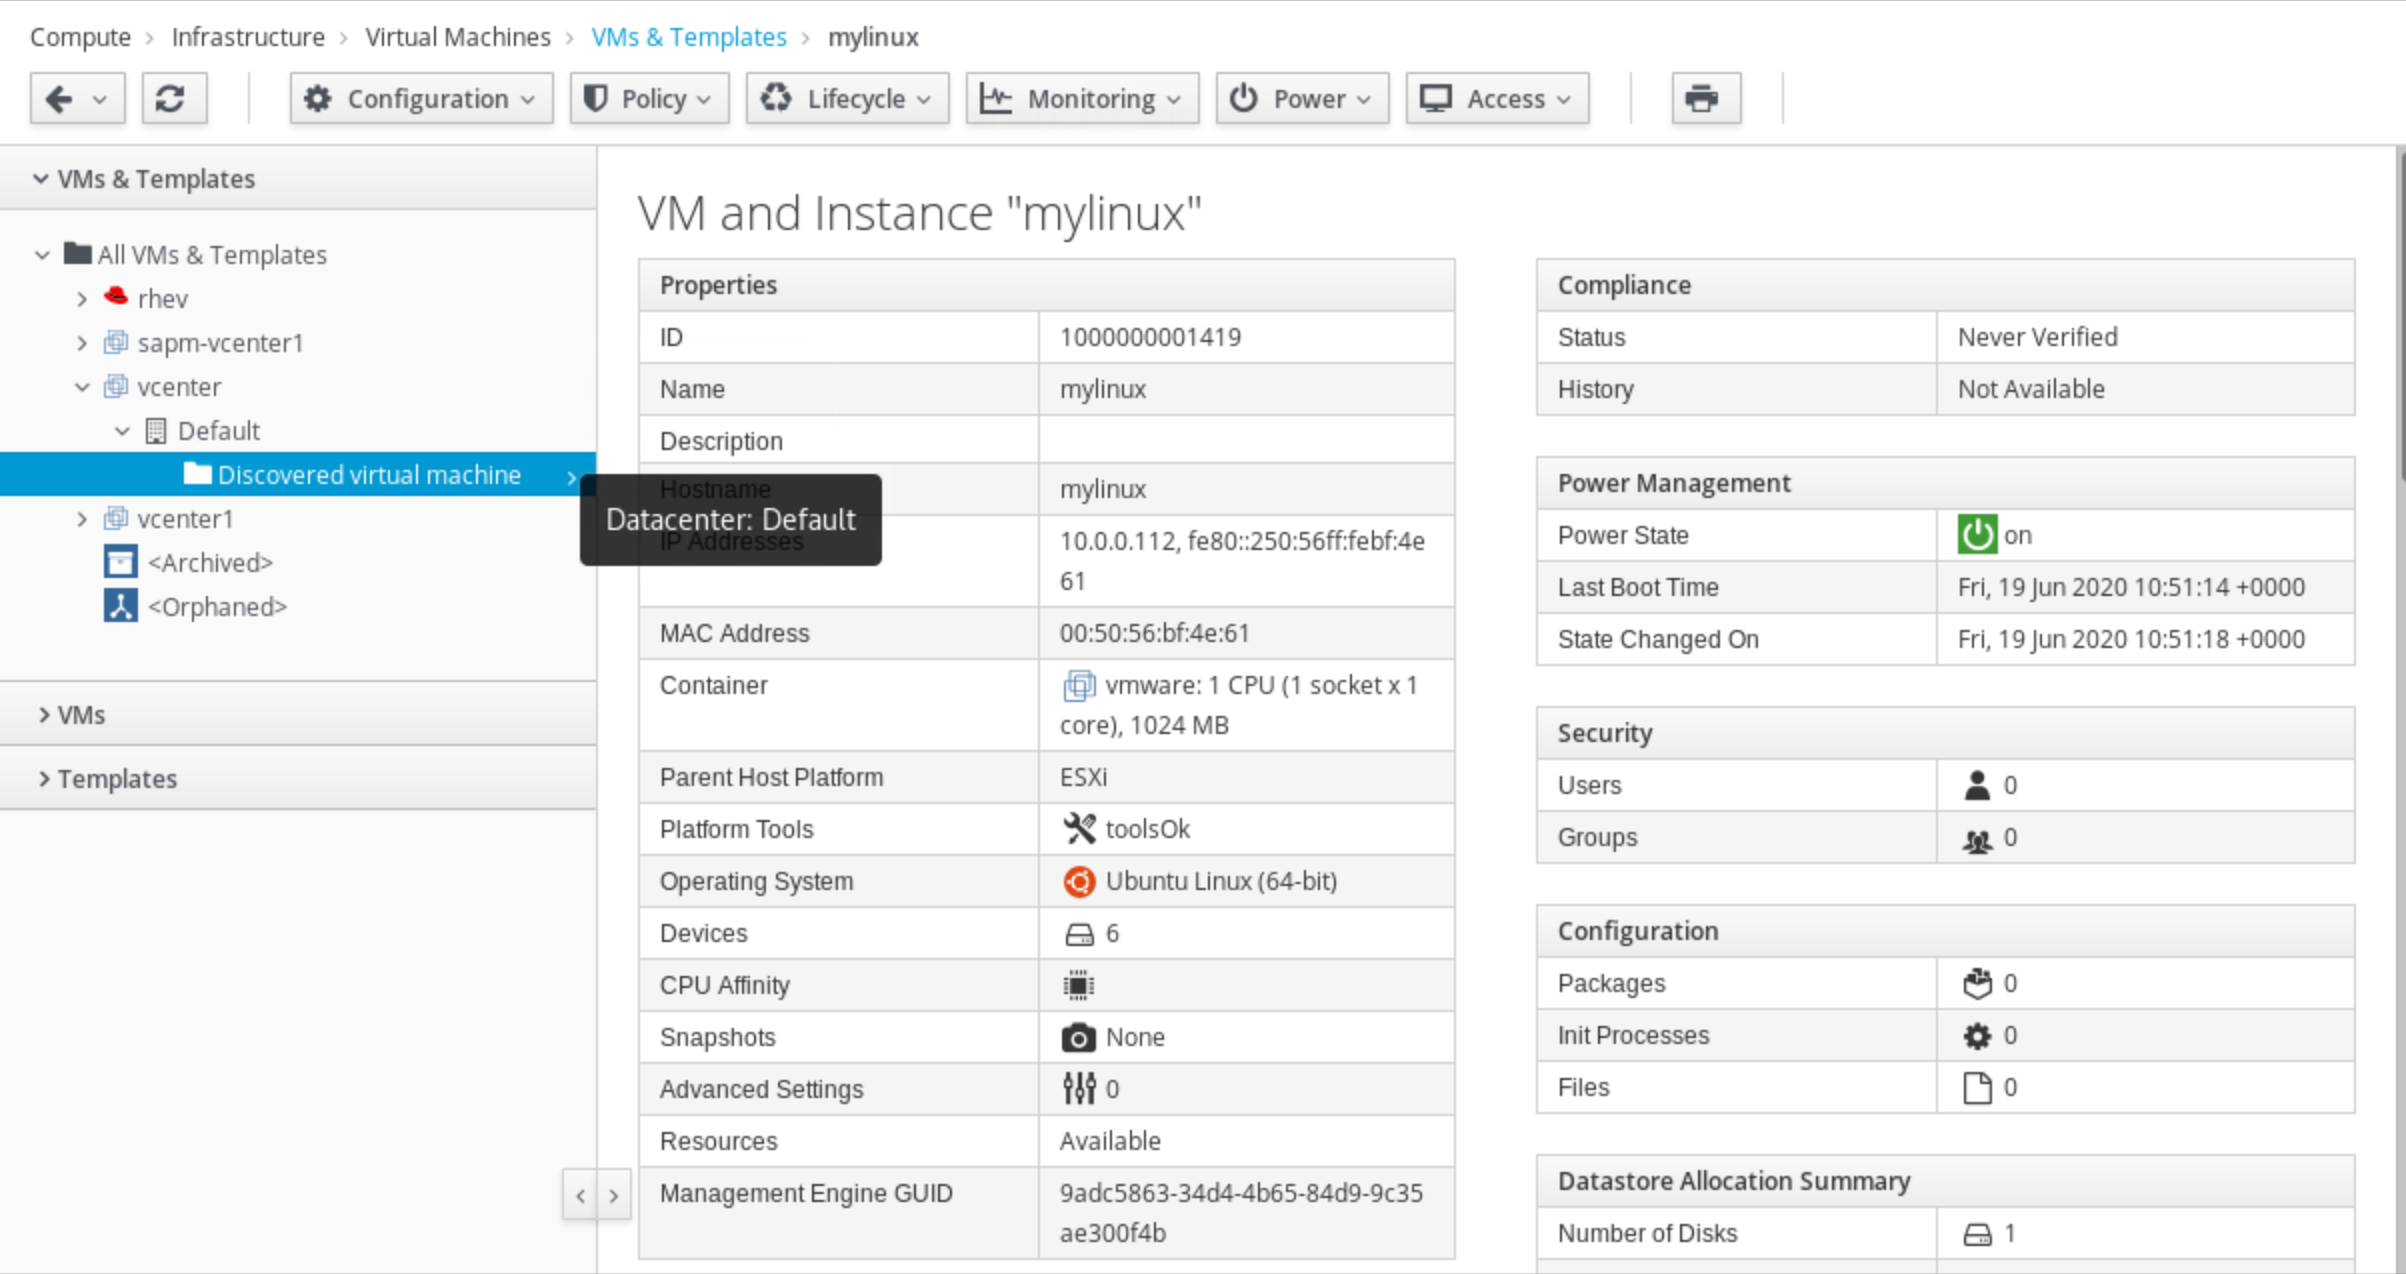 Compute > Infrastructure > Virtual Machines > VMs & Templates > mylinux
Configuration Policy Lifecycle Monitoring Power Access
VMs & Templates
All VMs & Templates
rhev
sapm-vcenter1
vcenter
Default
Discovered virtual machine
vcenter1
<Archived>
<Orphaned>
VMs
Templates
Datacenter: Default
VM and Instance "mylinux"
Properties
ID 1000000001419
Name mylinux
Description
Hostname mylinux
IP Addresses 10.0.0.112, fe80::250:56ff:febf:4e
61
MAC Address 00:50:56:bf:4e:61
Container vmware: 1 CPU (1 socket x 1
core), 1024 MB
Parent Host Platform ESXi
Platform Tools toolsOk
Operating System Ubuntu Linux (64-bit)
Devices 6
CPU Affinity
Snapshots None
Advanced Settings 0
Resources Available
Management Engine GUID 9adc5863-34d4-4b65-84d9-9c35
ae300f4b
Compliance
Status Never Verified
History Not Available
Power Management
Power State on
Last Boot Time Fri, 19 Jun 2020 10:51:14 +0000
State Changed On Fri, 19 Jun 2020 10:51:18 +0000
Security
Users 0
Groups 0
Configuration
Packages 0
Init Processes 0
Files 0
Datastore Allocation Summary
Number of Disks 1